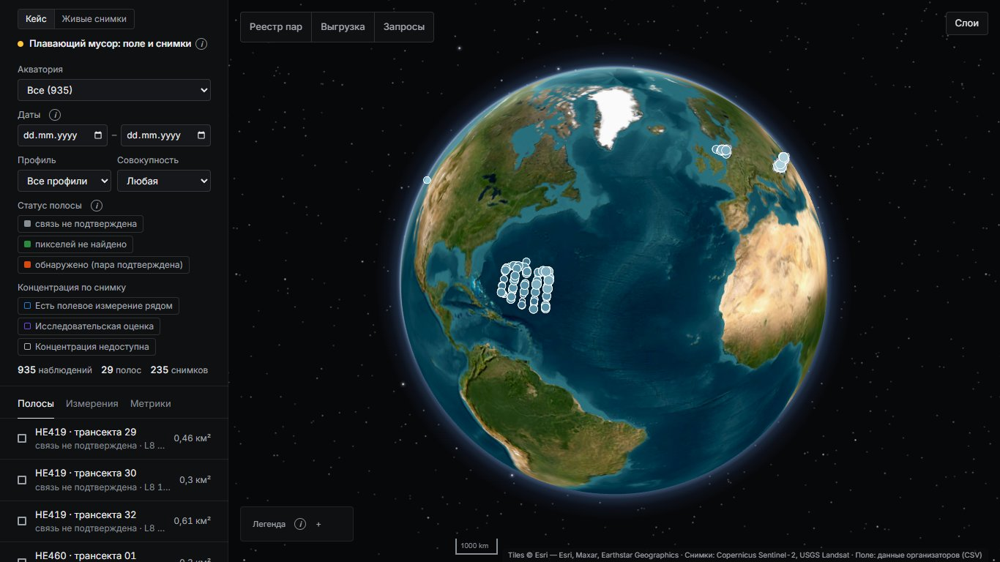 Кейс
Живые снимки
Плавающий мусор: поле и снимки
Акватория
Все (935)
Даты
dd.mm.yyyy – dd.mm.yyyy
Профиль
Совокупность
Все профили
Любая
Статус полосы
связь не подтверждена
пикселей не найдено
обнаружено (пара подтверждена)
Концентрация по снимку
Есть полевое измерение рядом
Исследовательская оценка
Концентрация недоступна
935 наблюдений 29 полос 235 снимков
Полосы Измерения Метрики
HE419 · трансекта 29
связь не подтверждена · L8 ...
0,46 км²
HE419 · трансекта 30
связь не подтверждена · L8 1...
0,3 км²
HE419 · трансекта 32
связь не подтверждена · L8 ...
0,61 км²
HE460 · трансекта 01
Реестр пар
Выгрузка
Запросы
Слои
Легенда +
1000 km
Tiles © Esri — Esri, Maxar, Earthstar Geographics · Снимки: Copernicus Sentinel-2, USGS Landsat · Поле: данные организаторов (CSV)